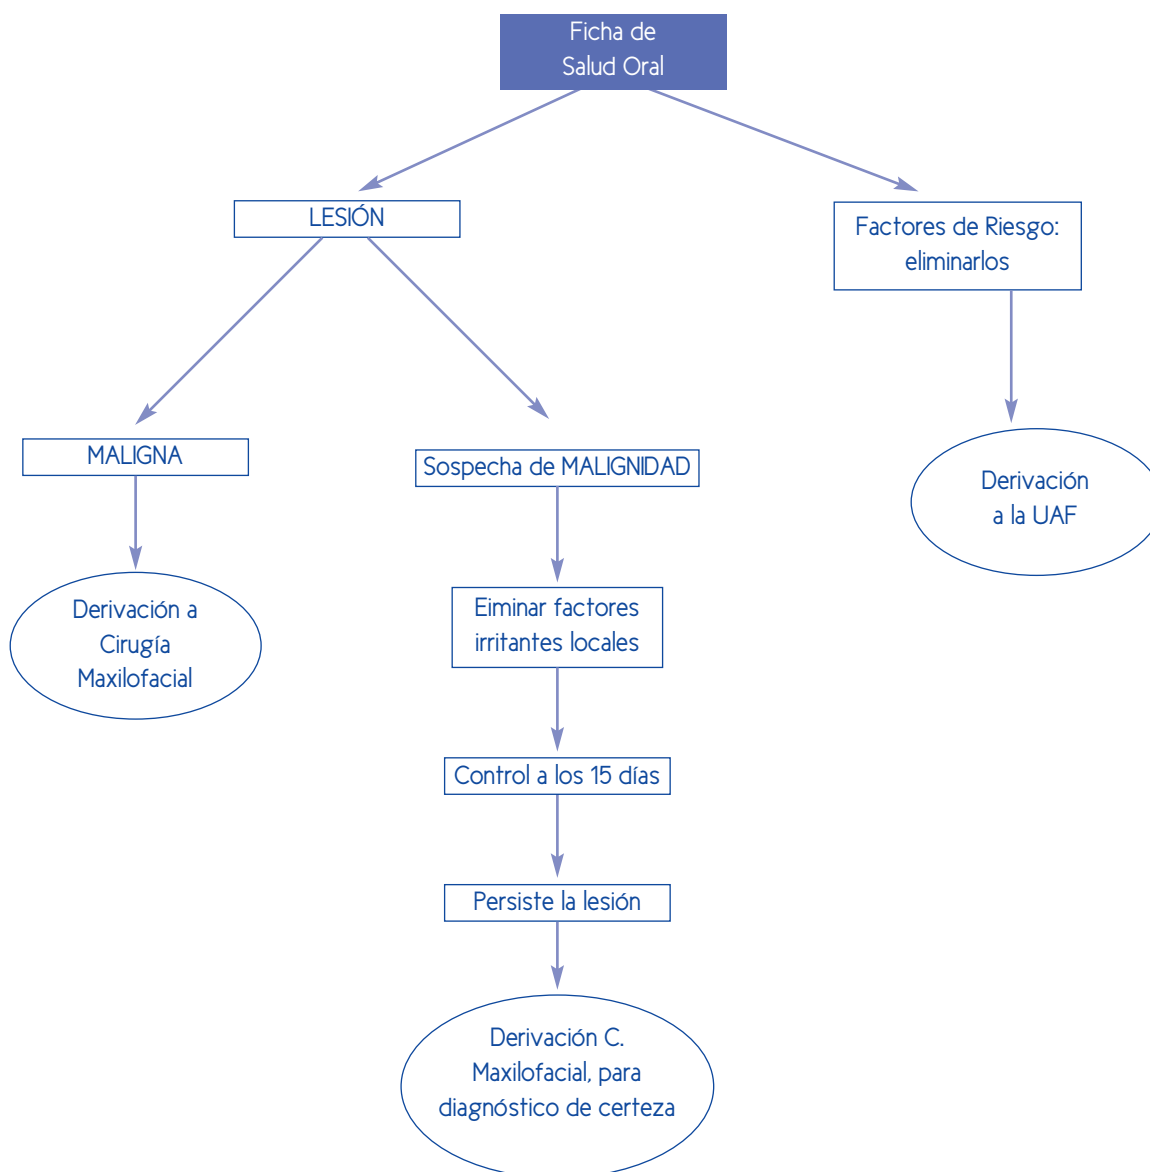 Ficha de
Salud Oral
LESIÓN
Factores de Riesgo:
eliminarlos
MALIGNA
Sospecha de MALIGNIDAD
Derivación
a la UAF
Derivación a
Cirugía
Maxilofacial
Eiminar factores
irritantes locales
Control a los 15 días
Persiste la lesión
Derivación C.
Maxilofacial, para
diagnóstico de certeza